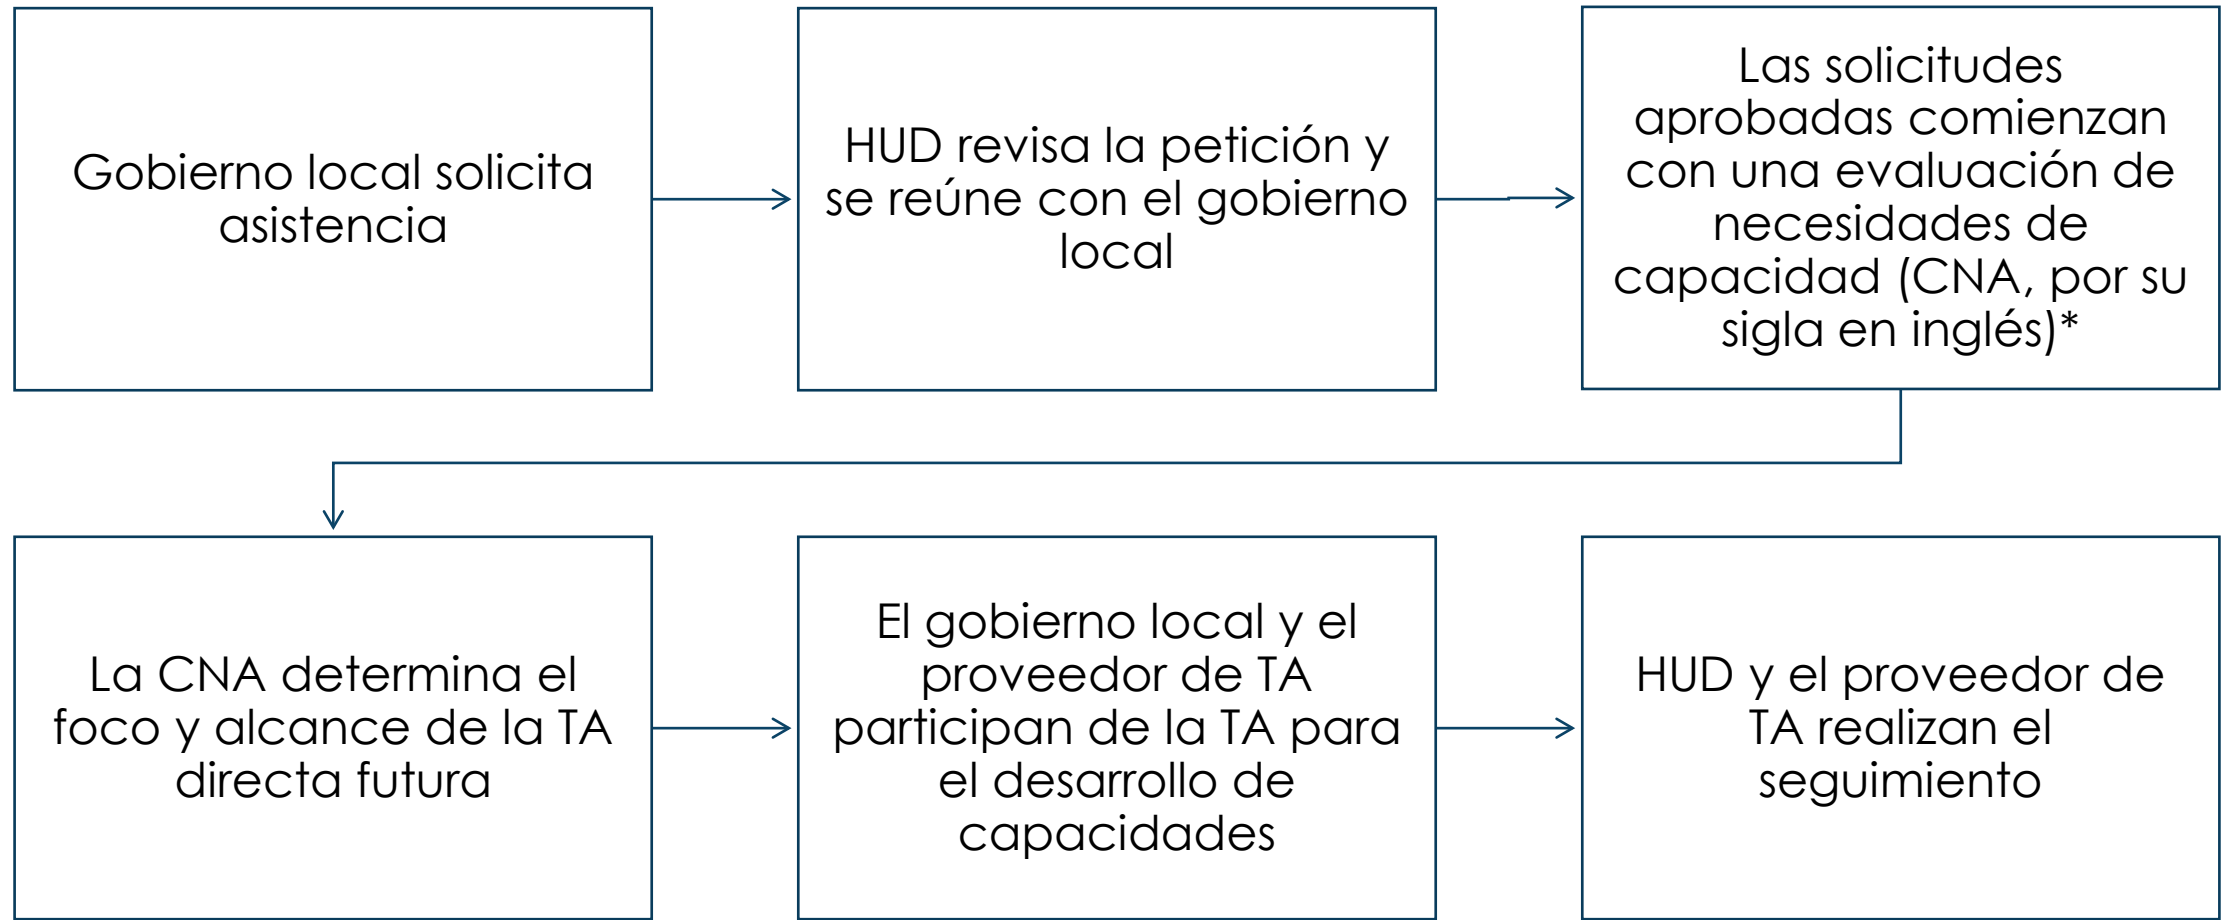 Gobierno local solicita
asistencia
HUD revisa la petición y
se reúne con el gobierno
local
Las solicitudes
aprobadas comienzan
con una evaluación de
necesidades de
capacidad (CNA, por su
sigla en inglés)*
La CNA determina el
foco y alcance de la TA
directa futura
El gobierno local y el
proveedor de TA
participan de la TA para
el desarrollo de
capacidades
HUD y el proveedor de
TA realizan el
seguimiento